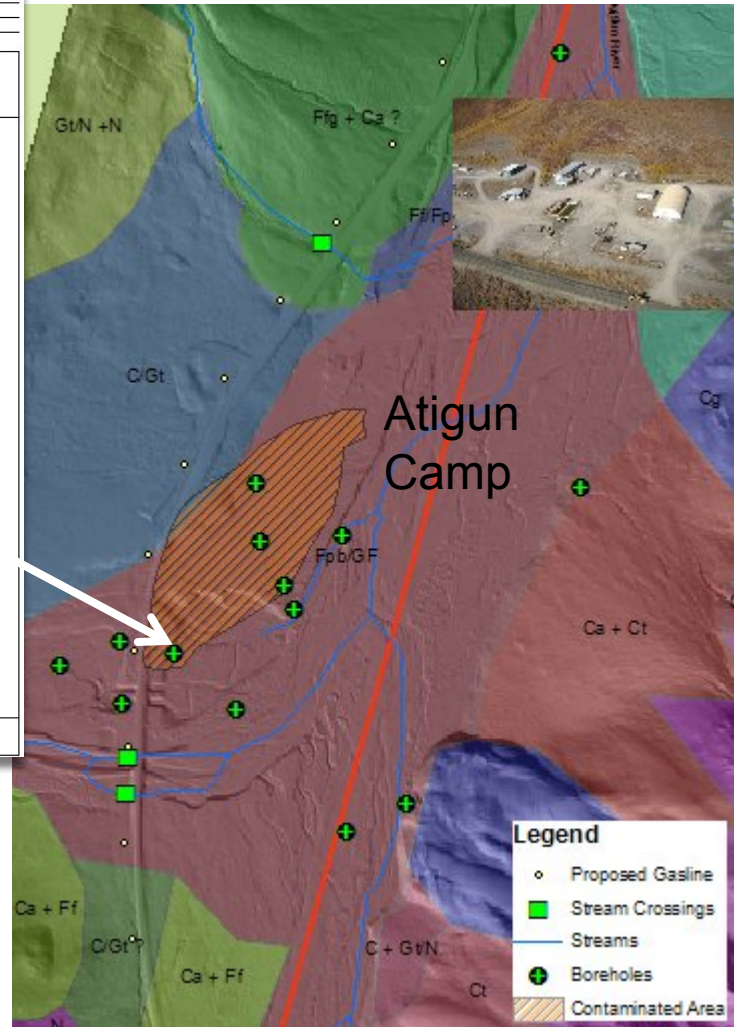 Gt/N +N
Ffg + Ca ?
Ff/Fp
C/Gt
Cg
Atigun
Camp
Fpb/GF
Ca + Ct
Ca + Ff
C/Gt ?
Ca + Ff
C + Gt/N
Ct
N
Legend
Proposed Gasline
Stream Crossings
Streams
Boreholes
Contaminated Area